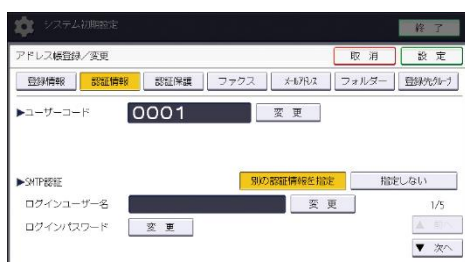 システム初期設定
終 了
アドレス帳登録/変更
取 消
設 定
登録情報
認証情報
認証保護
ファクス
メールアドレス
フォルダー
登録先グループ
▶ユーザーコード
0001
変 更
▶SMTP認証
別の認証情報を指定
指定しない
ログインユーザー名
変 更
1/5
ログインパスワード
変 更
▲ 前へ
▼ 次へ